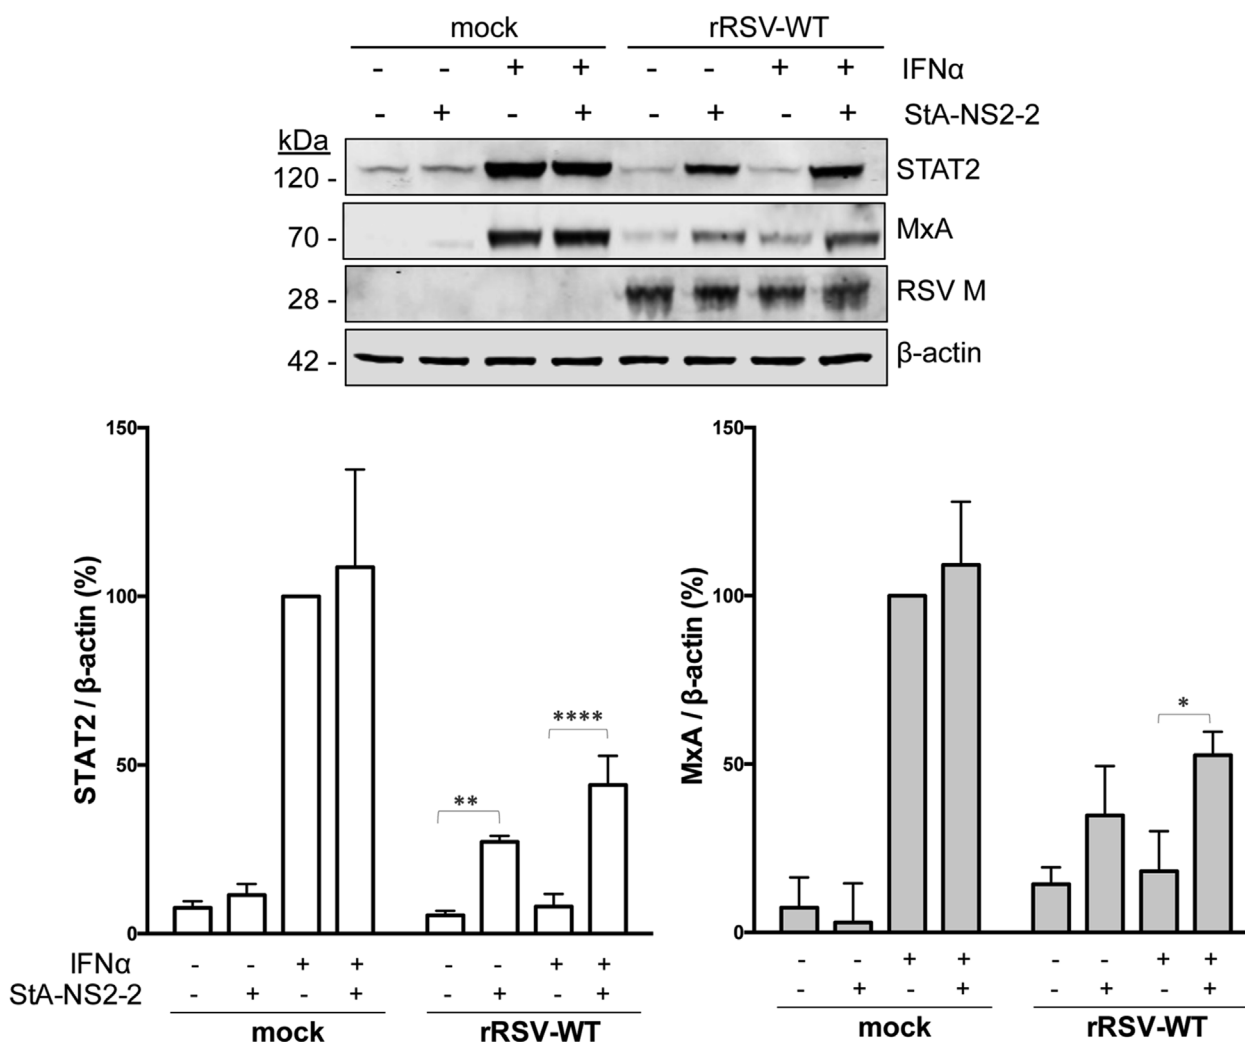 mock rRSV-WT
- - + + - - + + IFNα
- + - + - + - + StA-NS2-2
kDa
120 - STAT2
70 - MxA
28 - RSV M
42 - β-actin
150
100
50
0
STAT2 / β-actin (%)
**
****
IFNα - - + + - - + +
StA-NS2-2 - + - + - + - +
mock rRSV-WT
150
100
50
0
MxA / β-actin (%)
*
- - + + - - + +
- + - + - + - +
mock rRSV-WT